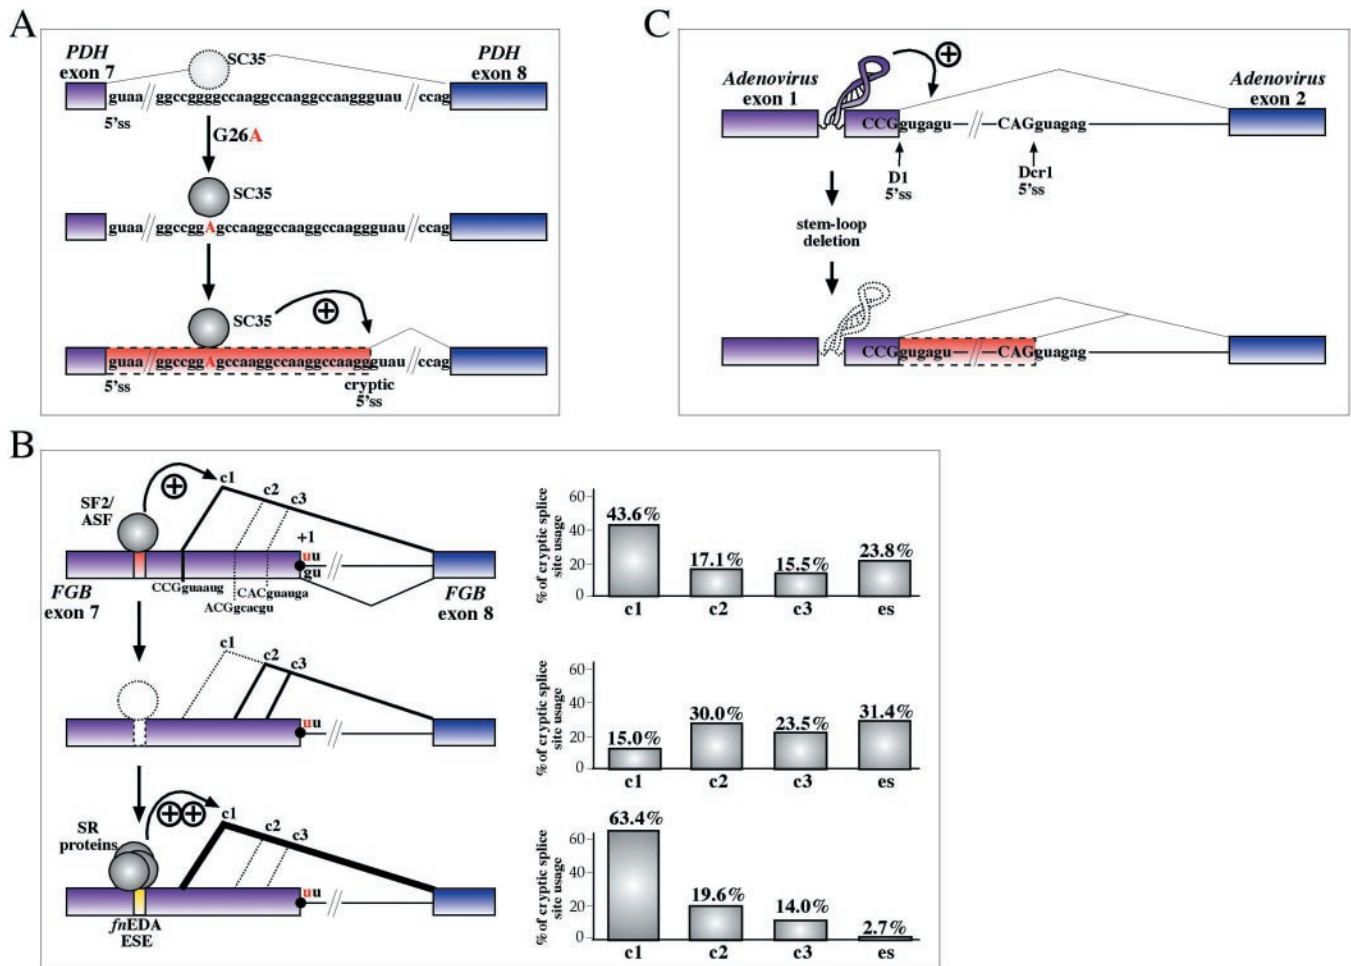 A
PDH
exon 7
SC35
PDH
exon 8
guaa//ggccggggccaaggccaaggccaaggguau //ccag
5'ss
G26A
SC35
guaa//ggccggAgccaaggccaaggccaaggguau //ccag
SC35
+
guaa//ggccggAgccaaggccaaggccaaggguau //ccag
5'ss
cryptic
5'ss
C
Adenovirus
exon 1
+
Adenovirus
exon 2
CCGgugagu—//—CAGguagag
D1
5'ss
Dcr1
5'ss
stem-loop
deletion
CCGgugagu—//—CAGguagag
B
SF2/
ASF
+
c1
c2
c3
+1
uu
gu
FGB
exon 7
CCGguaaug
CACguauga
ACGgcacgu
FGB
exon 8
% of cryptic splice
site usage
60
40
20
0
43.6%
17.1%
15.5%
23.8%
c1 c2 c3 es
c1
c2
c3
uu
% of cryptic splice
site usage
60
40
20
0
15.0%
30.0%
23.5%
31.4%
c1 c2 c3 es
SR
proteins
++
c1
c2
c3
uu
fnEDA
ESE
% of cryptic splice
site usage
60
40
20
0
63.4%
19.6%
14.0%
2.7%
c1 c2 c3 es